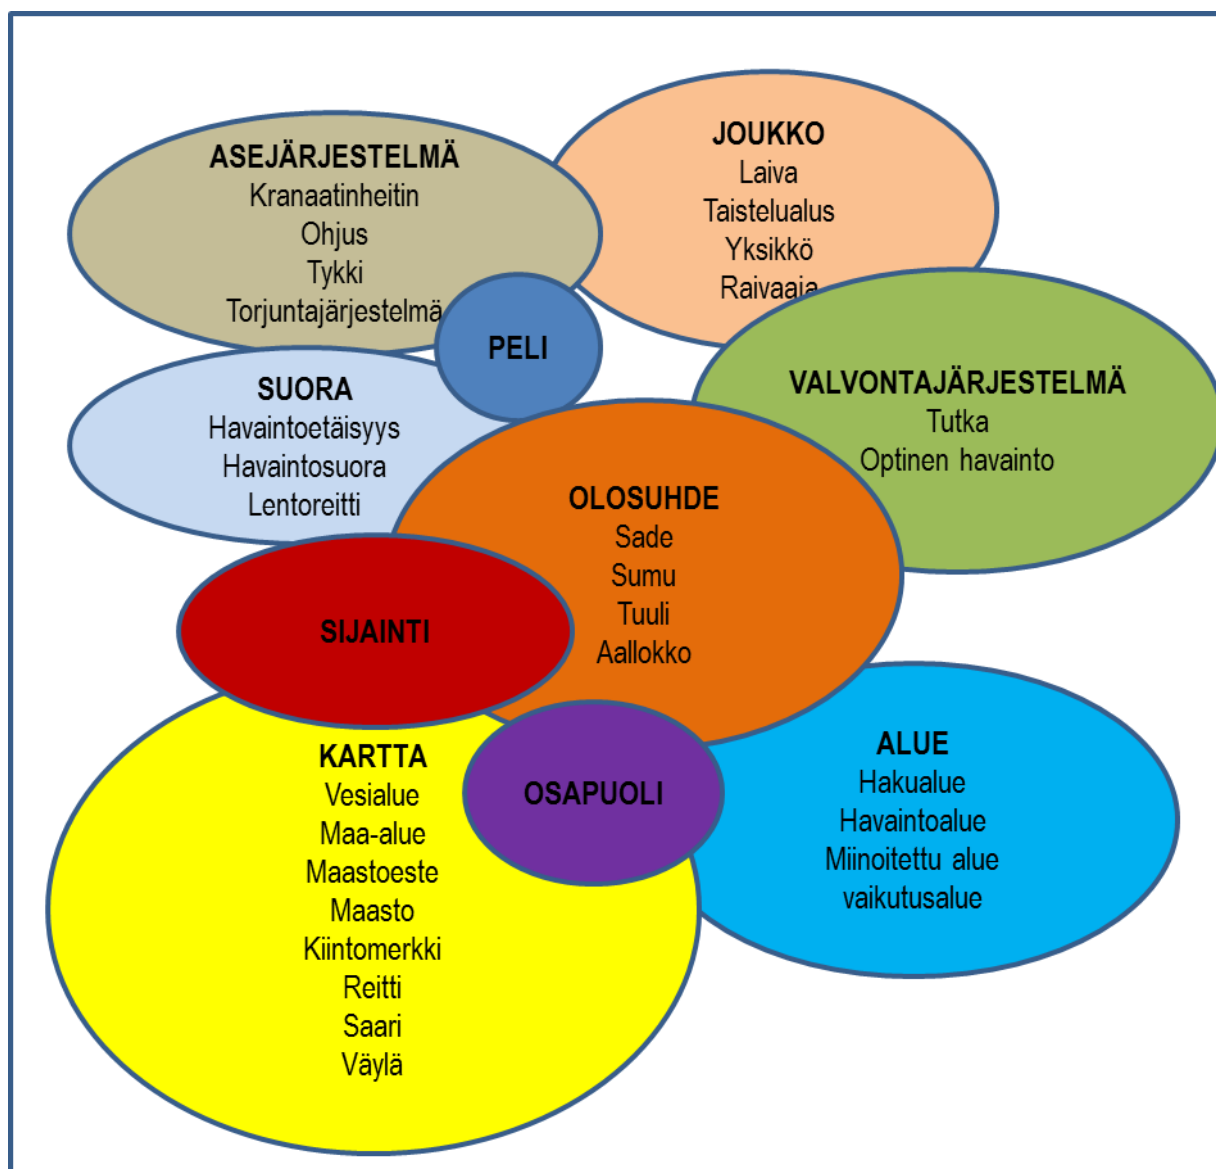 ASEJÄRJESTELMÄ
Kranaatinheitin
Ohjus
Tykki
Torjuntajärjestelmä
JOUKKO
Laiva
Taistelualus
Yksikkö
Raivaaja
PELI
SUORA
Havaintoetäisyys
Havaintosuora
Lentoreitti
VALVONTAJÄRJESTELMÄ
Tutka
Optinen havainto
OLOSUHDE
Sade
Sumu
Tuuli
Aallokko
SIJAINTI
KARTTA
Vesialue
Maa-alue
Maastoeste
Maasto
Kiintomerkki
Reitti
Saari
Väylä
OSAPUOLI
ALUE
Hakualue
Havaintoalue
Miinoitettu alue
vaikutusalue